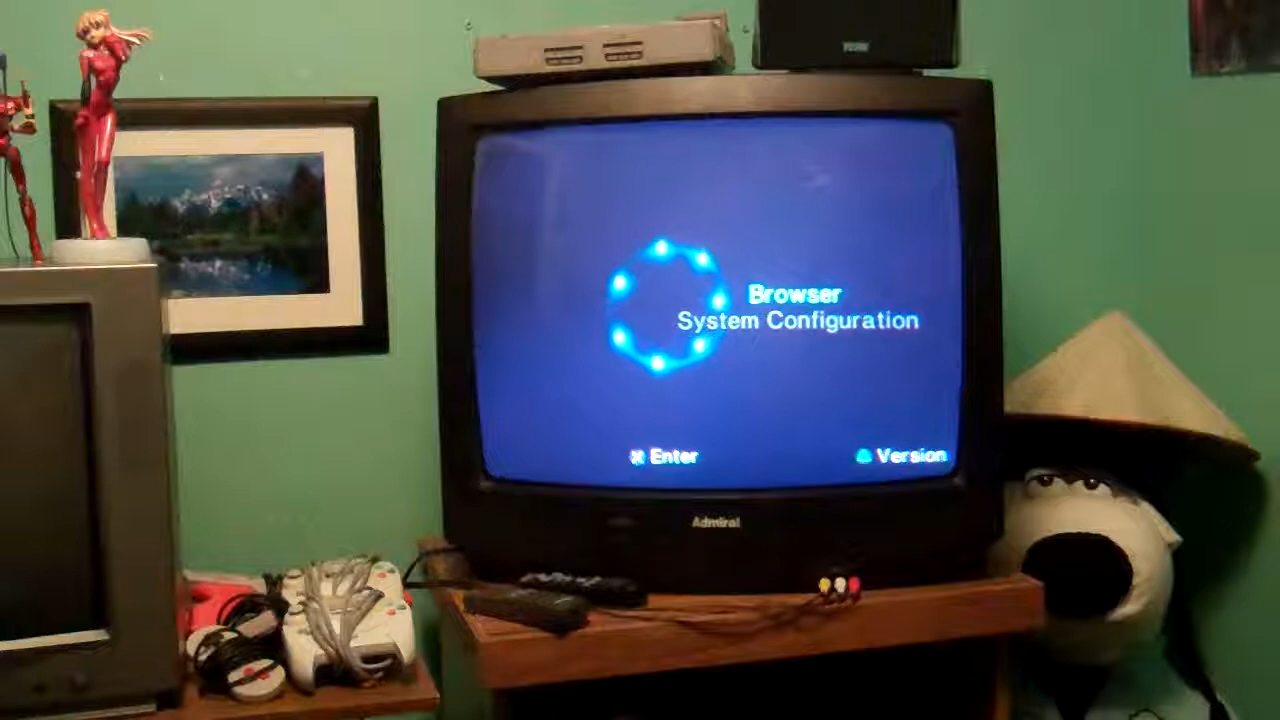 Browser
System Configuration
Enter
Version
Admiral